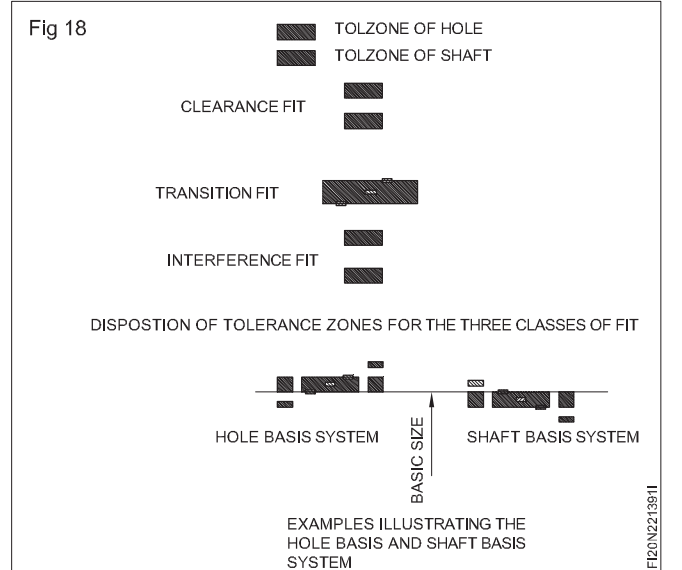 Fig 18
TOLZONE OF HOLE
TOLZONE OF SHAFT
CLEARANCE FIT
TRANSITION FIT
INTERFERENCE FIT
DISPOSTION OF TOLERANCE ZONES FOR THE THREE CLASSES OF FIT
HOLE BASIS SYSTEM
BASIC SIZE
SHAFT BASIS SYSTEM
EXAMPLES ILLUSTRATING THE
HOLE BASIS AND SHAFT BASIS
SYSTEM
FI20N2213911